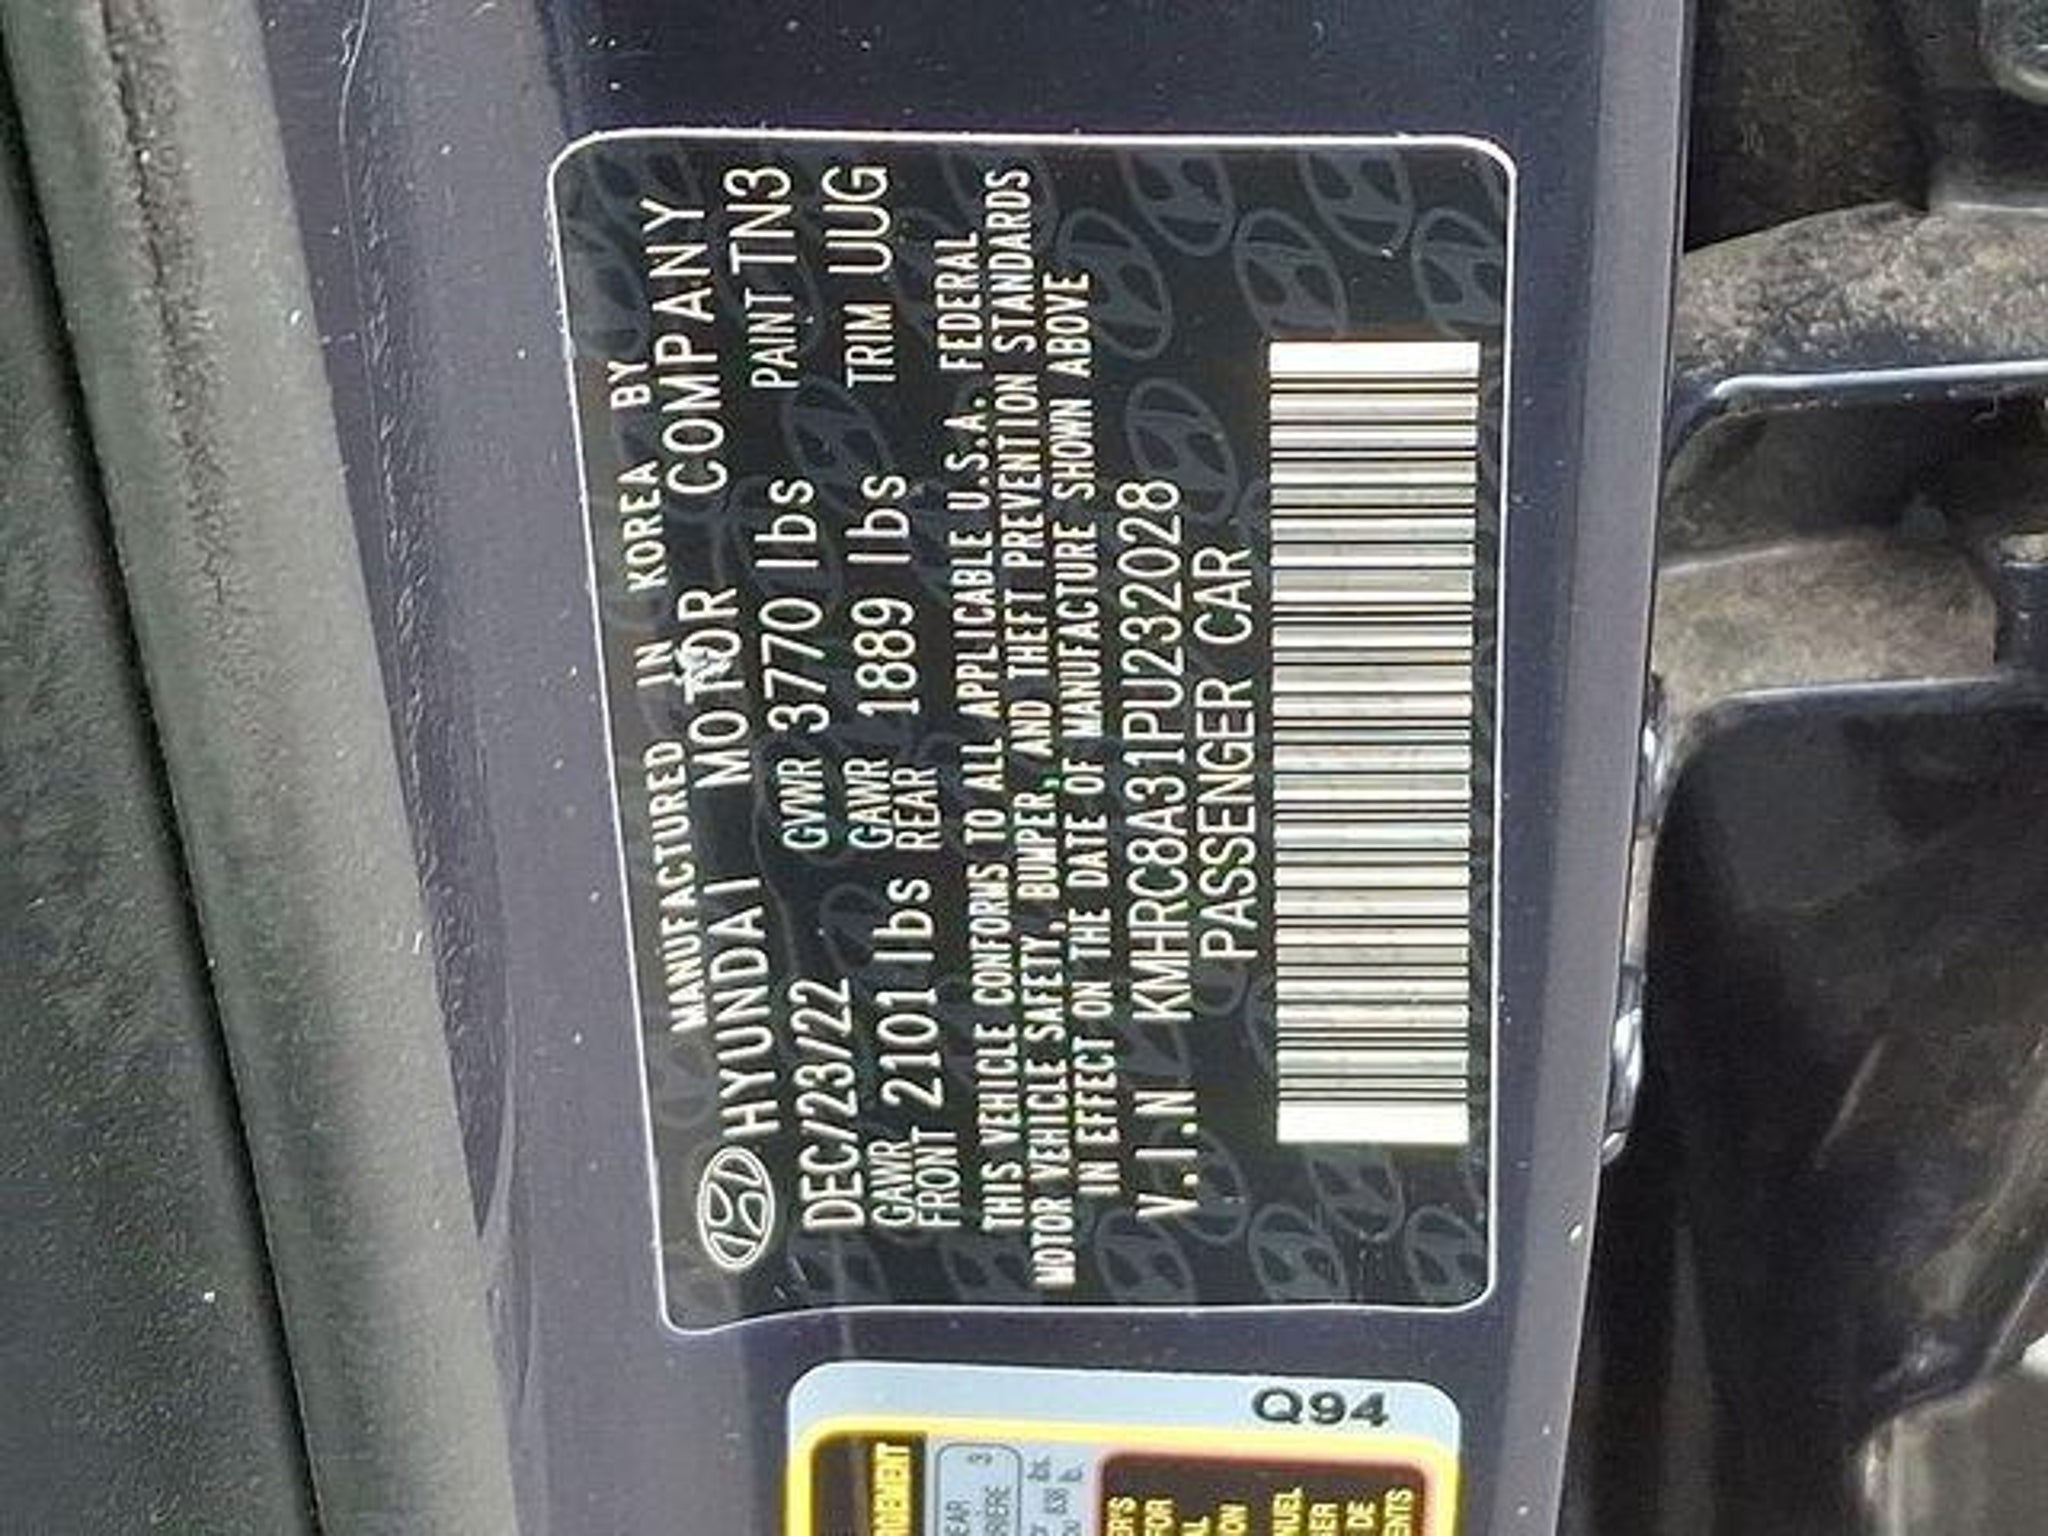 MANUFACTURED IN KOREA BY
HYUNDAI MOTOR COMPANY
DEC/23/22 GVWR 3770 lbs PAINT TN3
GAWR FRONT 2101 lbs GAWR REAR 1889 lbs TRIM UUG
THIS VEHICLE CONFORMS TO ALL APPLICABLE U.S.A. FEDERAL
MOTOR VEHICLE SAFETY, BUMPER, AND THEFT PREVENTION STANDARDS
IN EFFECT ON THE DATE OF MANUFACTURE SHOWN ABOVE
V.I.N KMHRC8A31PU232028
PASSENGER CAR
Q94